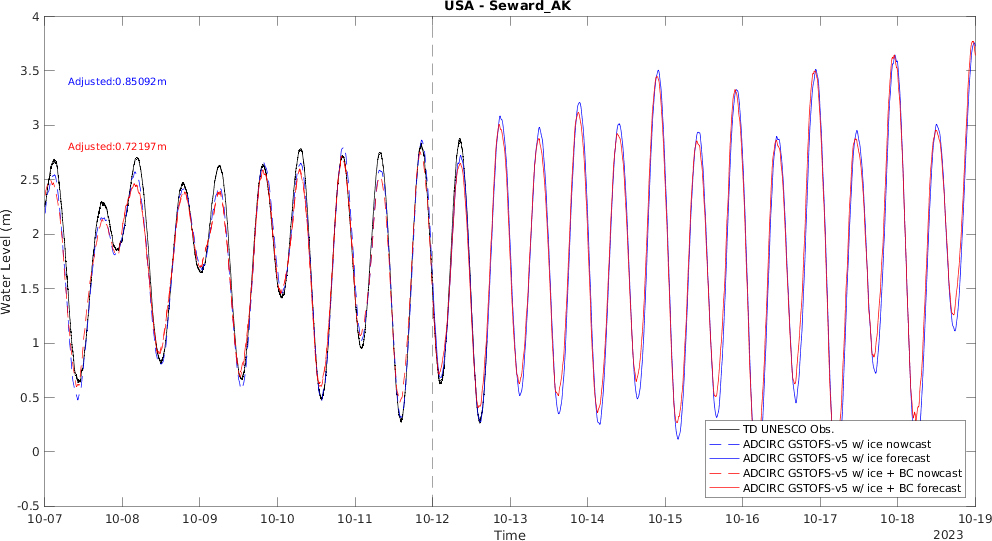 USA - Seward_AK
4
3.5
3
2.5
2
1.5
1
0.5
0
-0.5
Water Level (m)
Adjusted:0.85092m
Adjusted:0.72197m
TD UNESCO Obs.
ADCIRC GSTOFS-v5 w/ ice nowcast
ADCIRC GSTOFS-v5 w/ ice forecast
ADCIRC GSTOFS-v5 w/ ice + BC nowcast
ADCIRC GSTOFS-v5 w/ ice + BC forecast
10-07 10-08 10-09 10-10 10-11 10-12 10-13 10-14 10-15 10-16 10-17 10-18 10-19
Time
2023